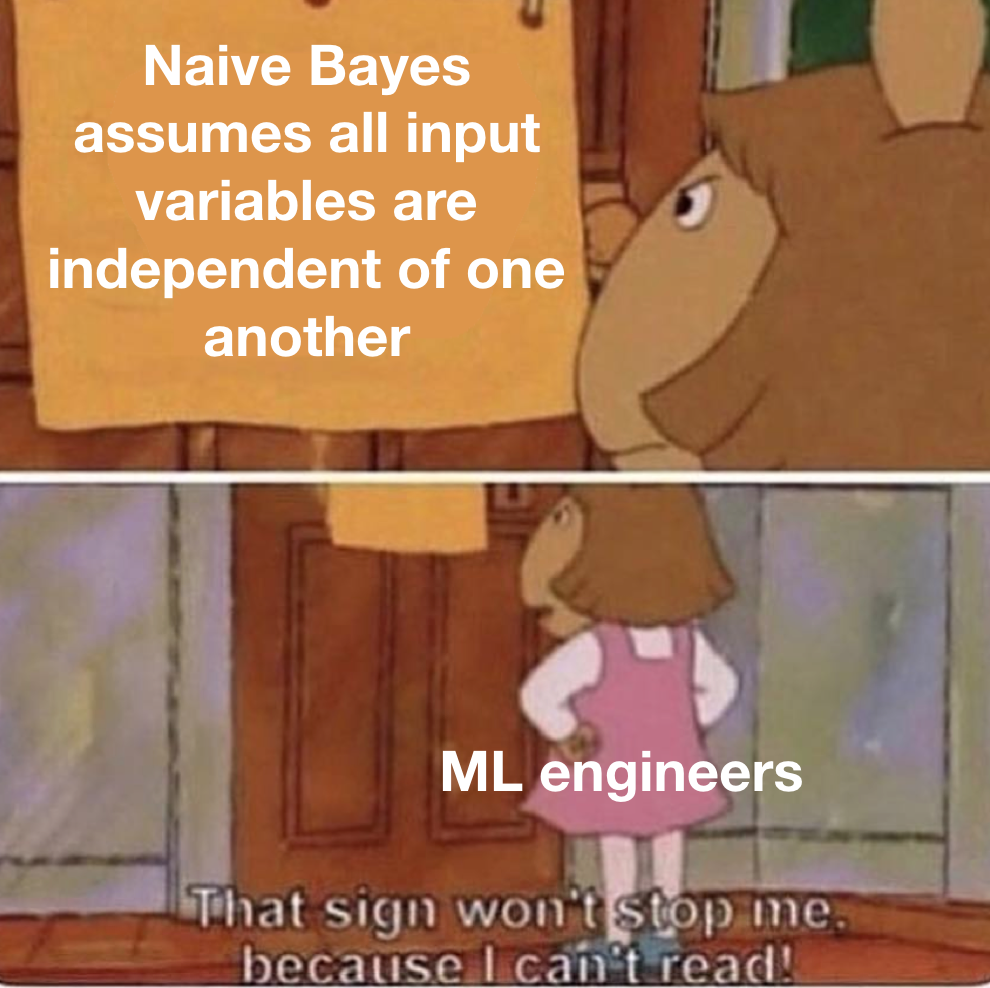 Naive Bayes
assumes all input
variables are
independent of one
another
ML engineers
That sign won't stop me,
because I can't read!